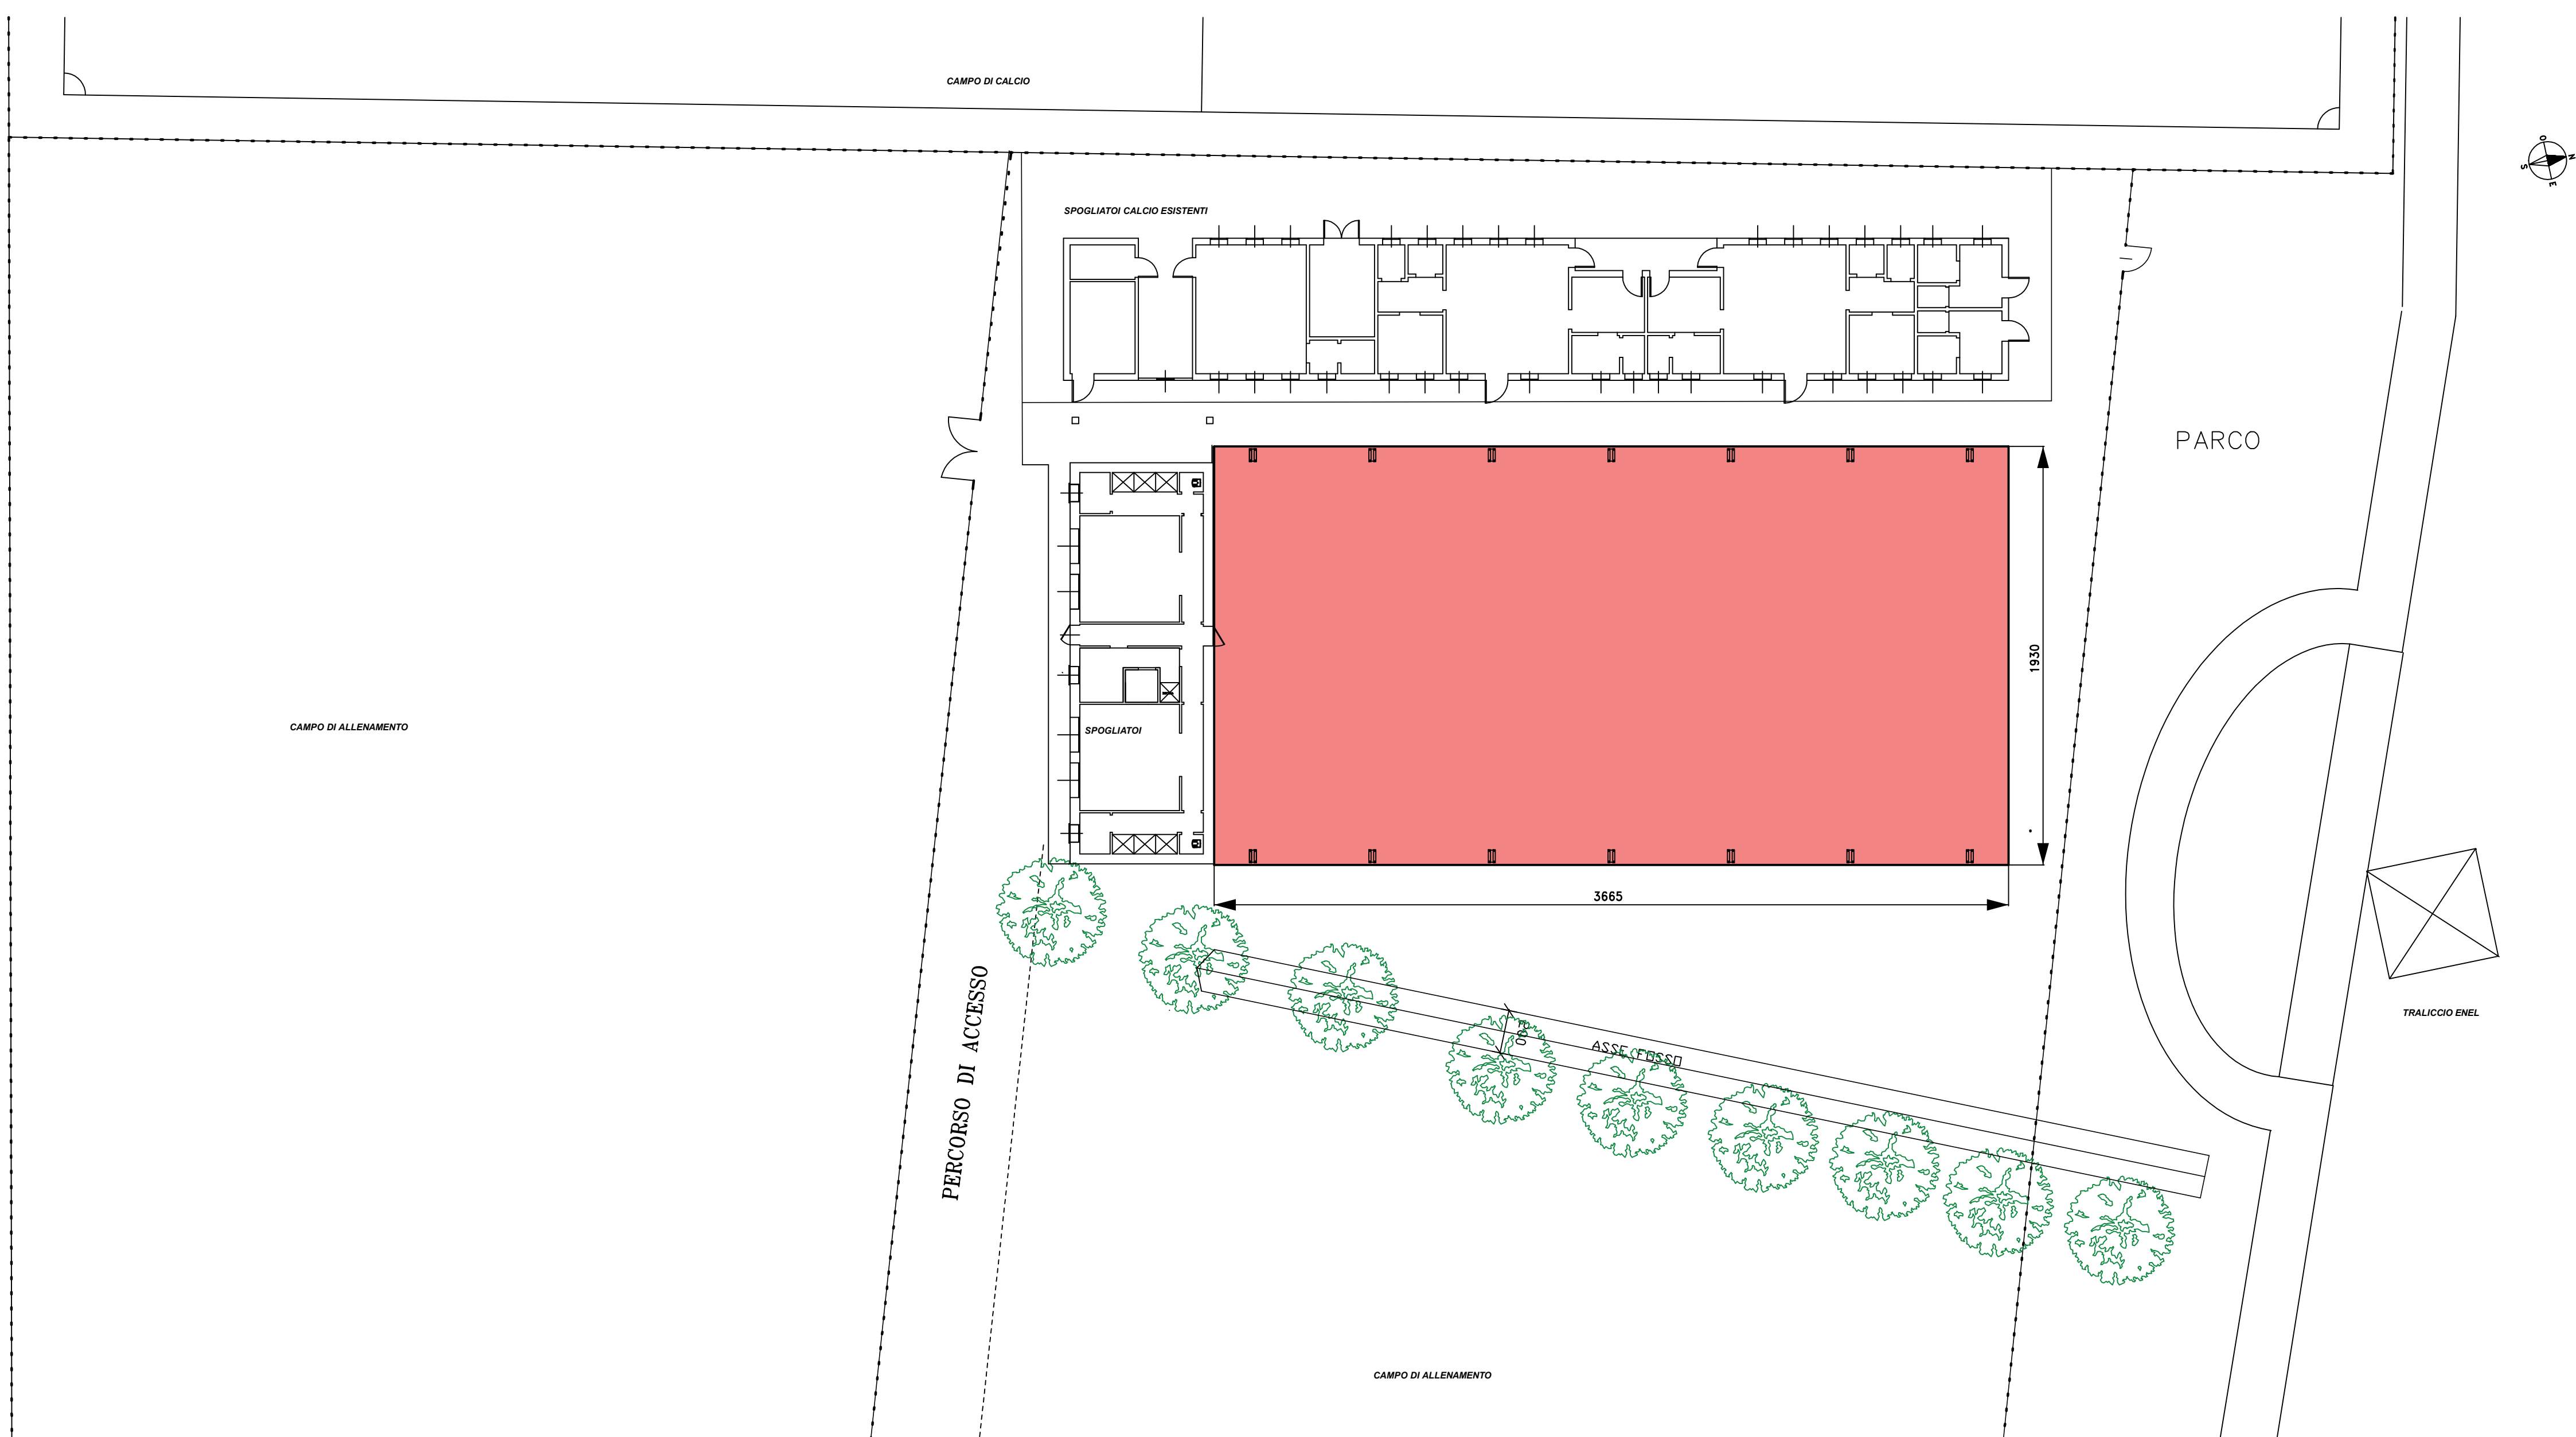 CAMPO DI CALCIO
O
N
S
E
SPOGLIATOI CALCIO ESISTENTI
PARCO
1930
CAMPO DI ALLENAMENTO
SPOGLIATOI
3665
PERCORSO DI ACCESSO
TRALICCIO ENEL
ASSE FOSSO
CAMPO DI ALLENAMENTO